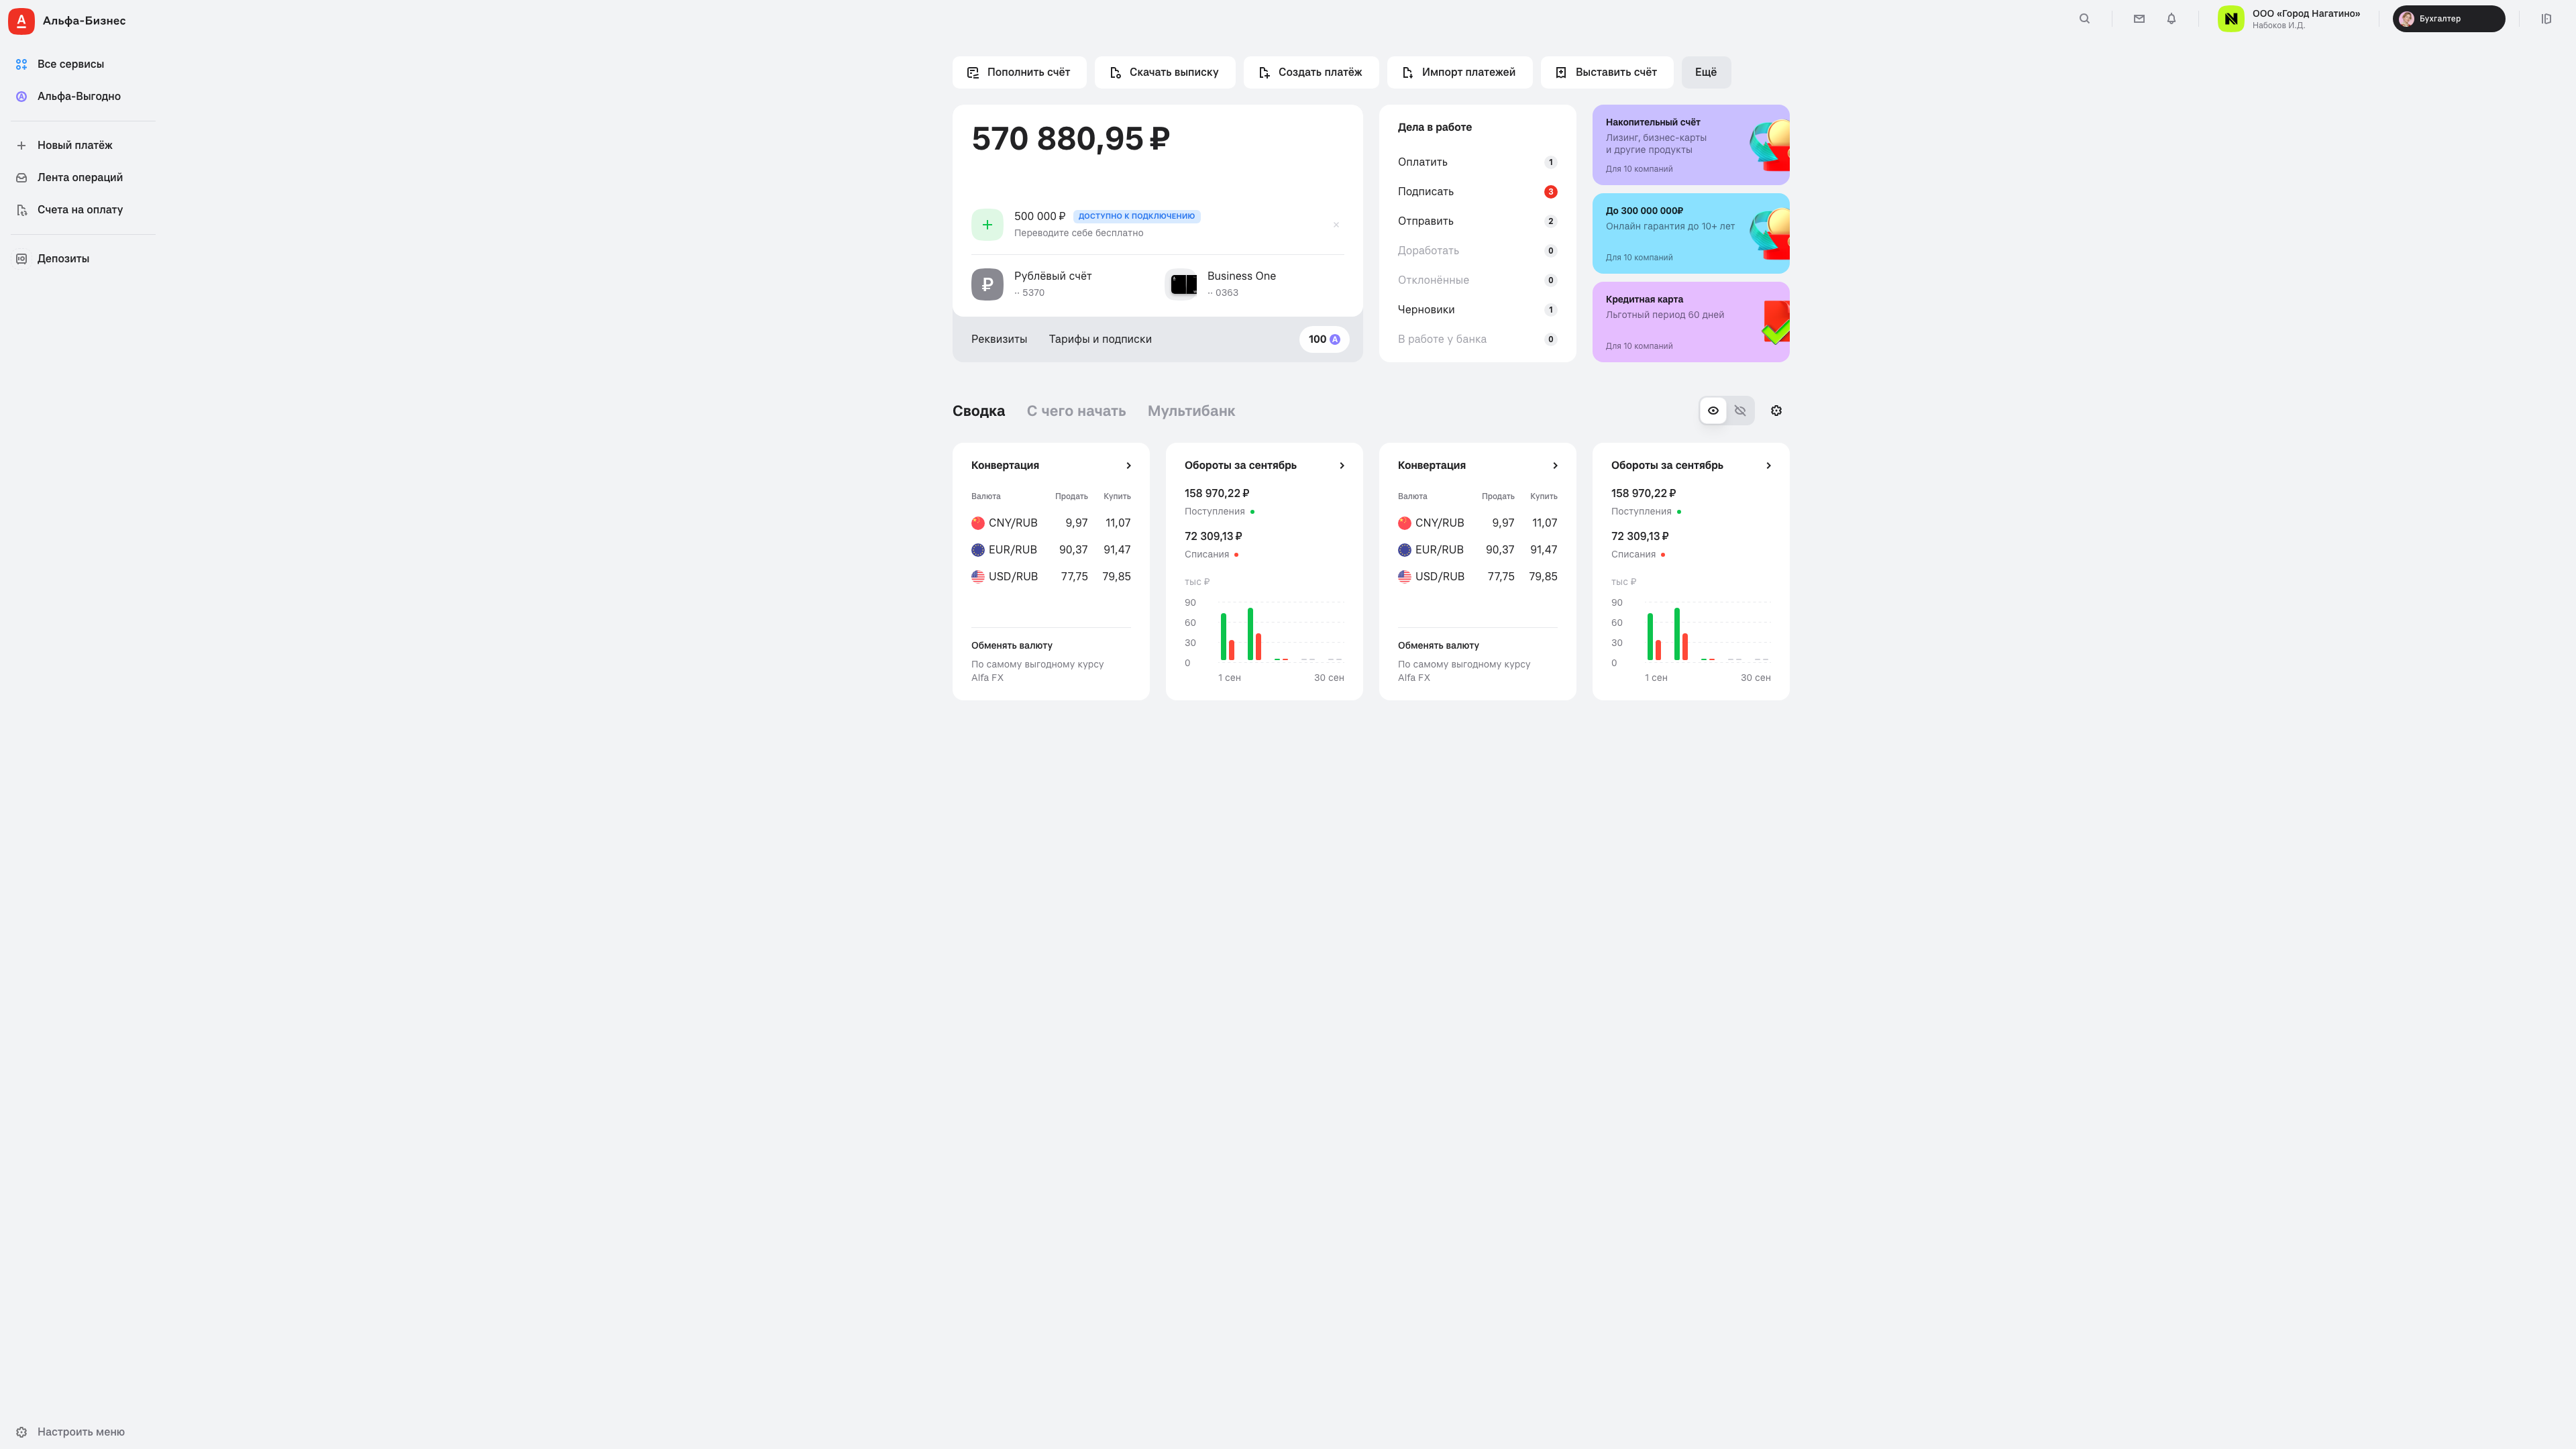 Альфа-Бизнес
ООО «Город Нагатино»
Набоков И.Д.
Бухгалтер
Все сервисы
Альфа-Выгодно
Новый платёж
Лента операций
Счета на оплату
Депозиты
Настроить меню
Пополнить счёт
Скачать выписку
Создать платёж
Импорт платежей
Выставить счёт
Ещё
570 880,95 ₽
500 000 ₽ ДОСТУПНО К ПОДКЛЮЧЕНИЮ
Переводите себе бесплатно
₽
Рублёвый счёт
·· 5370
Business One
·· 0363
Реквизиты
Тарифы и подписки
100 A
Дела в работе
Оплатить 1
Подписать 3
Отправить 2
Доработать 0
Отклонённые 0
Черновики 1
В работе у банка 0
Накопительный счёт
Лизинг, бизнес-карты
и другие продукты
Для 10 компаний
До 300 000 000₽
Онлайн гарантия до 10+ лет
Для 10 компаний
Кредитная карта
Льготный период 60 дней
Для 10 компаний
Сводка
С чего начать
Мультибанк
Конвертация
Валюта Продать Купить
CNY/RUB 9,97 11,07
EUR/RUB 90,37 91,47
USD/RUB 77,75 79,85
Обменять валюту
По самому выгодному курсу
Alfa FX
Обороты за сентябрь
158 970,22 ₽
Поступления
72 309,13 ₽
Списания
тыс ₽
90
60
30
0
1 сен 30 сен
Конвертация
Валюта Продать Купить
CNY/RUB 9,97 11,07
EUR/RUB 90,37 91,47
USD/RUB 77,75 79,85
Обменять валюту
По самому выгодному курсу
Alfa FX
Обороты за сентябрь
158 970,22 ₽
Поступления
72 309,13 ₽
Списания
тыс ₽
90
60
30
0
1 сен 30 сен